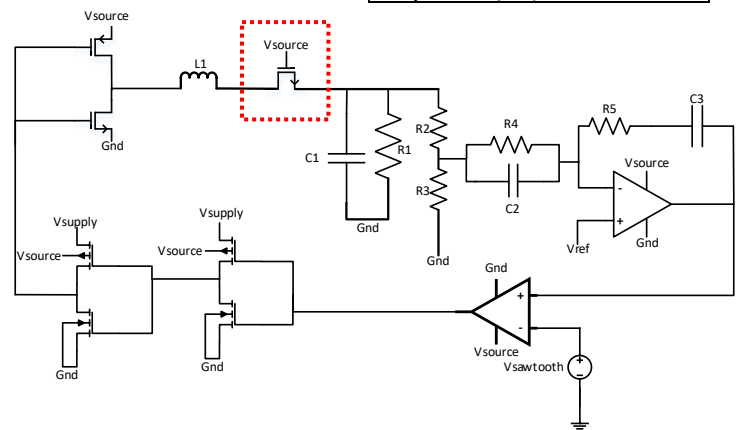 Vsource
L1
Vsource
Gnd
C1
R1
Gnd
R2
R3
Gnd
R4
C2
R5
C3
Vsource
-
+
Vref
Gnd
Vsupply
Vsource
Gnd
Vsupply
Vsource
Gnd
Gnd
+
-
Vsource
Vsawtooth
+
-